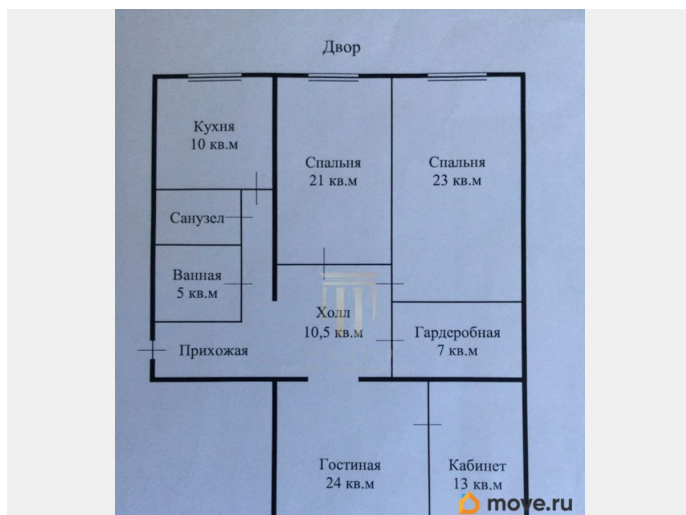 Двор
Кухня
10 кв.м
Спальня
21 кв.м
Спальня
23 кв.м
Санузел
Ванная
5 кв.м
Холл
10,5 кв.м
Гардеробная
7 кв.м
Прихожая
Гостиная
24 кв.м
Кабинет
13 кв.м
move.ru